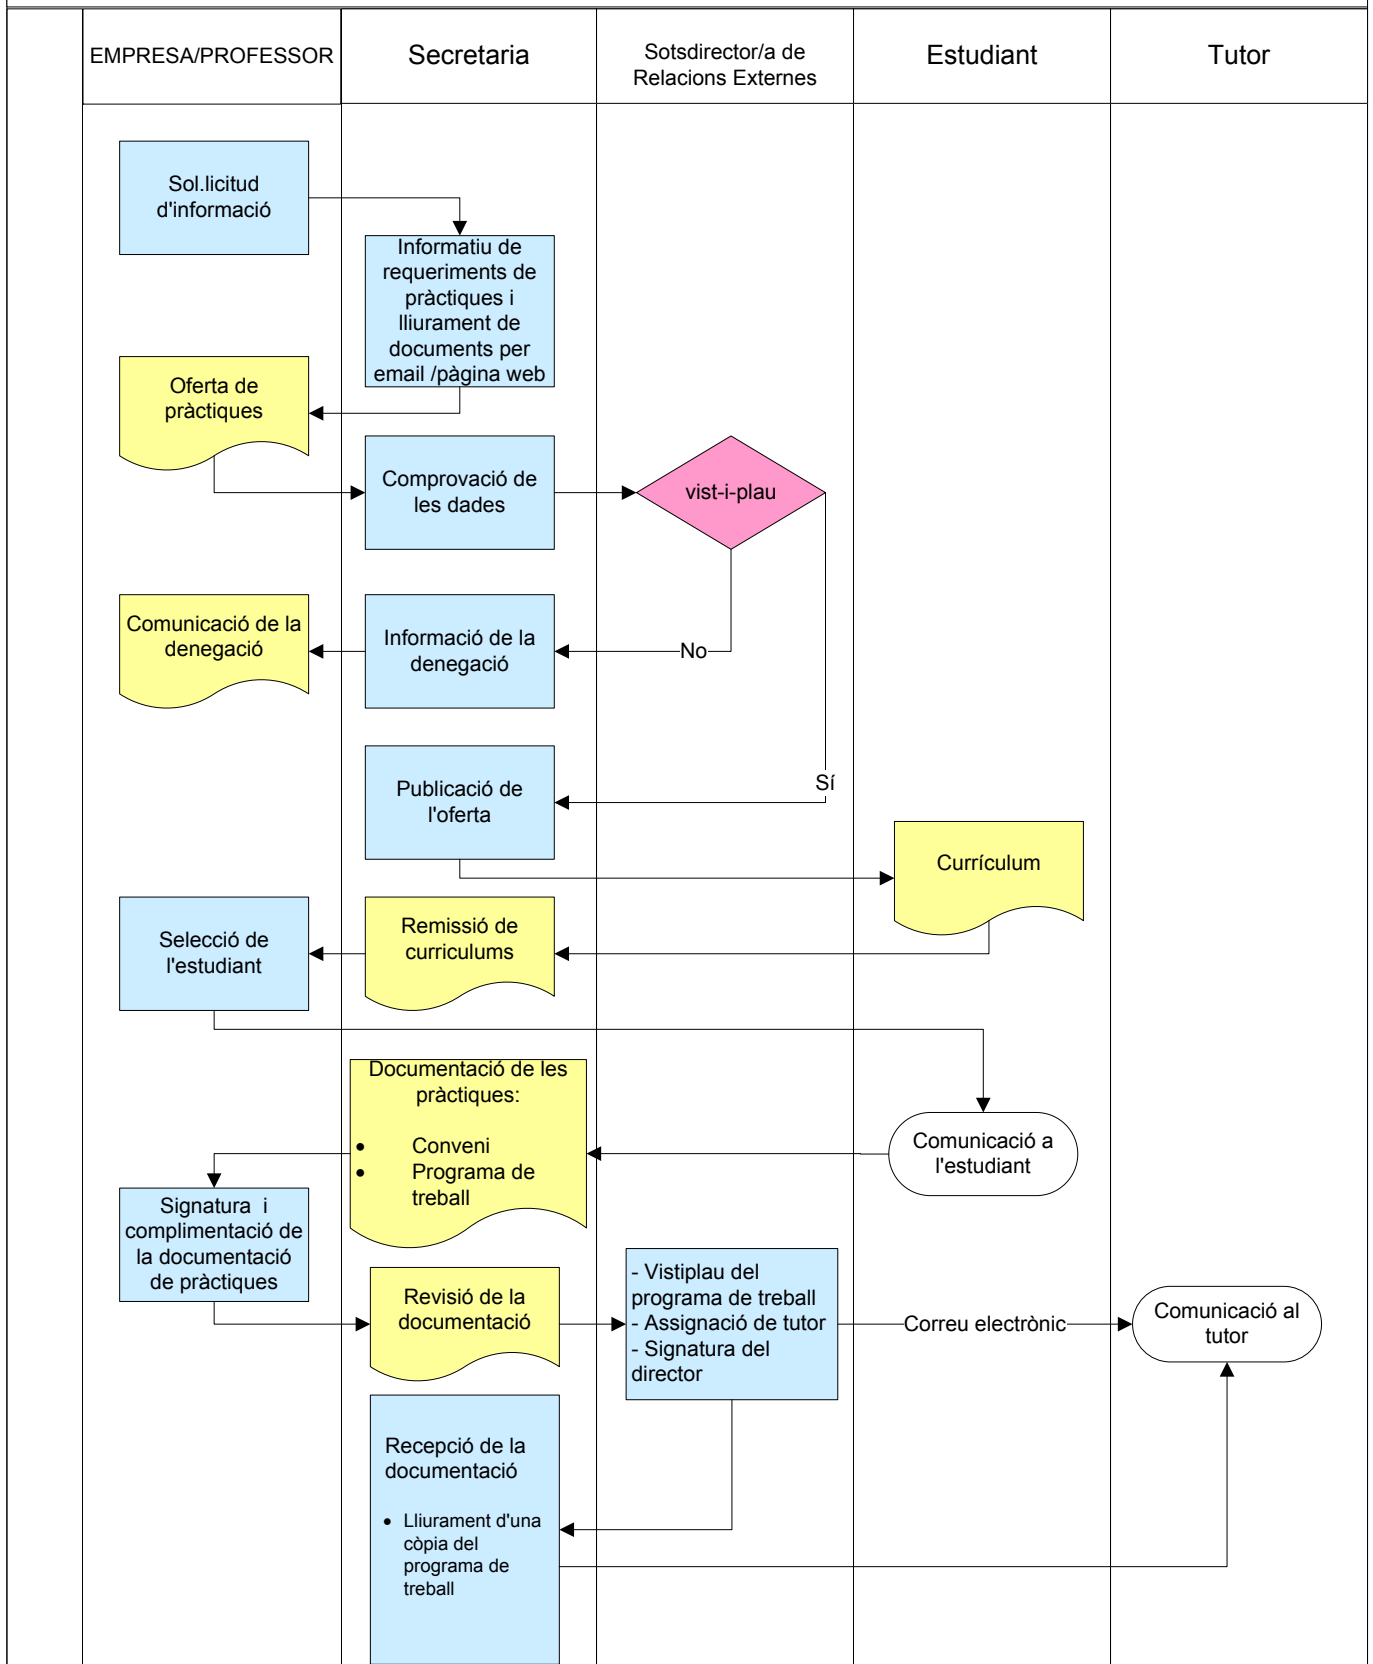 EMPRESA/PROFESSOR
Secretaria
Sotsdirector/a de
Relacions Externes
Estudiant
Tutor
Sol.licitud
d'informació
Informatiu de
requeriments de
pràctiques i
lliurament de
documents per
email /pàgina web
Oferta de
pràctiques
Comprovació de
les dades
vist-i-plau
Comunicació de la
denegació
Informació de la
denegació
No
Publicació de
l'oferta
Sí
Currículum
Selecció de
l'estudiant
Remissió de
curriculums
Documentació de les
pràctiques:
• Conveni
• Programa de
treball
Comunicació a
l'estudiant
Signatura i
complimentació de
la documentació
de pràctiques
Revisió de la
documentació
- Vistiplau del
programa de treball
- Assignació de tutor
- Signatura del
director
Correu electrònic
Comunicació al
tutor
Recepció de la
documentació
• Lliurament d'una
còpia del
programa de
treball